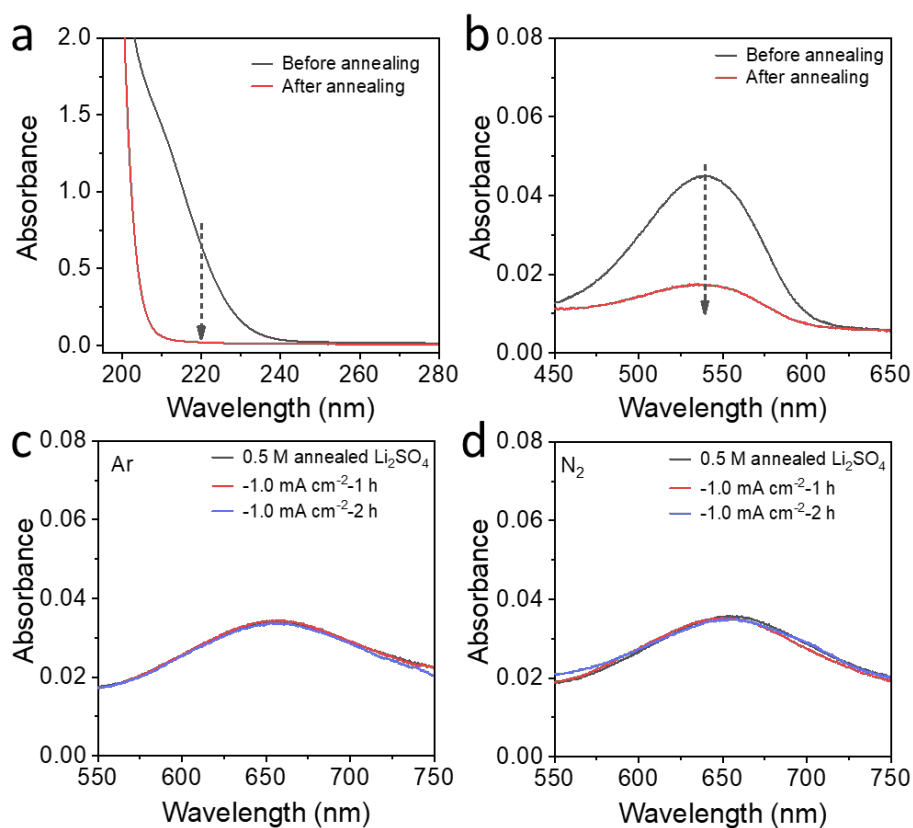 a
2.0
1.5
1.0
0.5
0.0
Absorbance
Before annealing
After annealing
200 220 240 260 280
Wavelength (nm)
b
0.08
0.06
0.04
0.02
0.00
Absorbance
Before annealing
After annealing
450 500 550 600 650
Wavelength (nm)
c
0.08
0.06
0.04
0.02
0.00
Absorbance
Ar
0.5 M annealed Li₂SO₄
-1.0 mA cm⁻²-1 h
-1.0 mA cm⁻²-2 h
550 600 650 700 750
Wavelength (nm)
d
0.08
0.06
0.04
0.02
0.00
Absorbance
N₂
0.5 M annealed Li₂SO₄
-1.0 mA cm⁻²-1 h
-1.0 mA cm⁻²-2 h
550 600 650 700 750
Wavelength (nm)